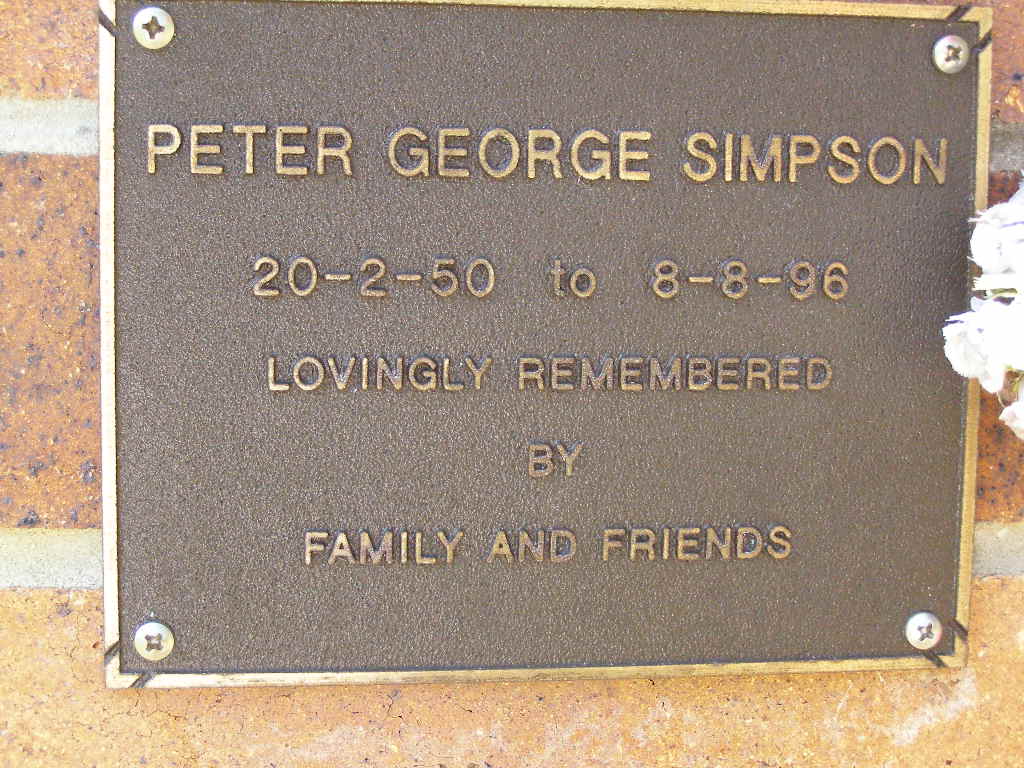 PETER GEORGE SIMPSON
20-2-50 to 8-8-96
LOVINGLY REMEMBERED
BY
FAMILY AND FRIENDS